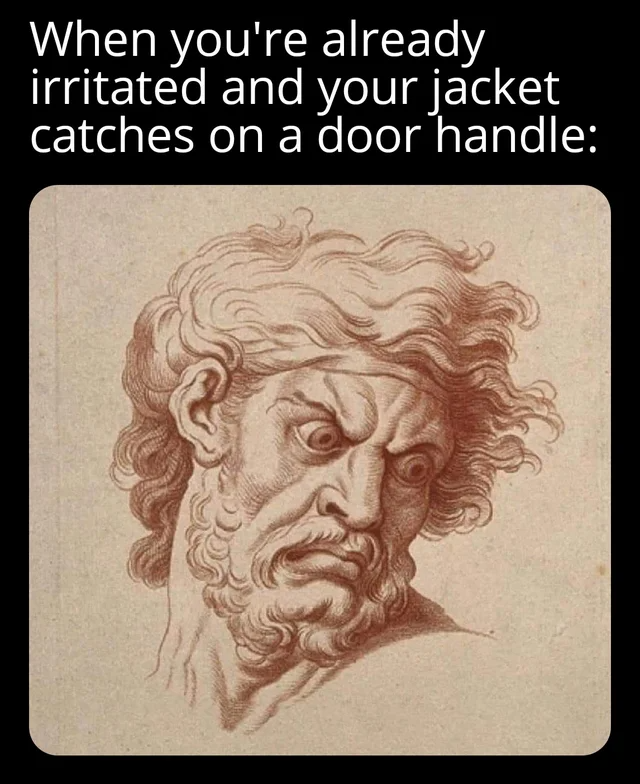 When you're already
irritated and your jacket
catches on a door handle: